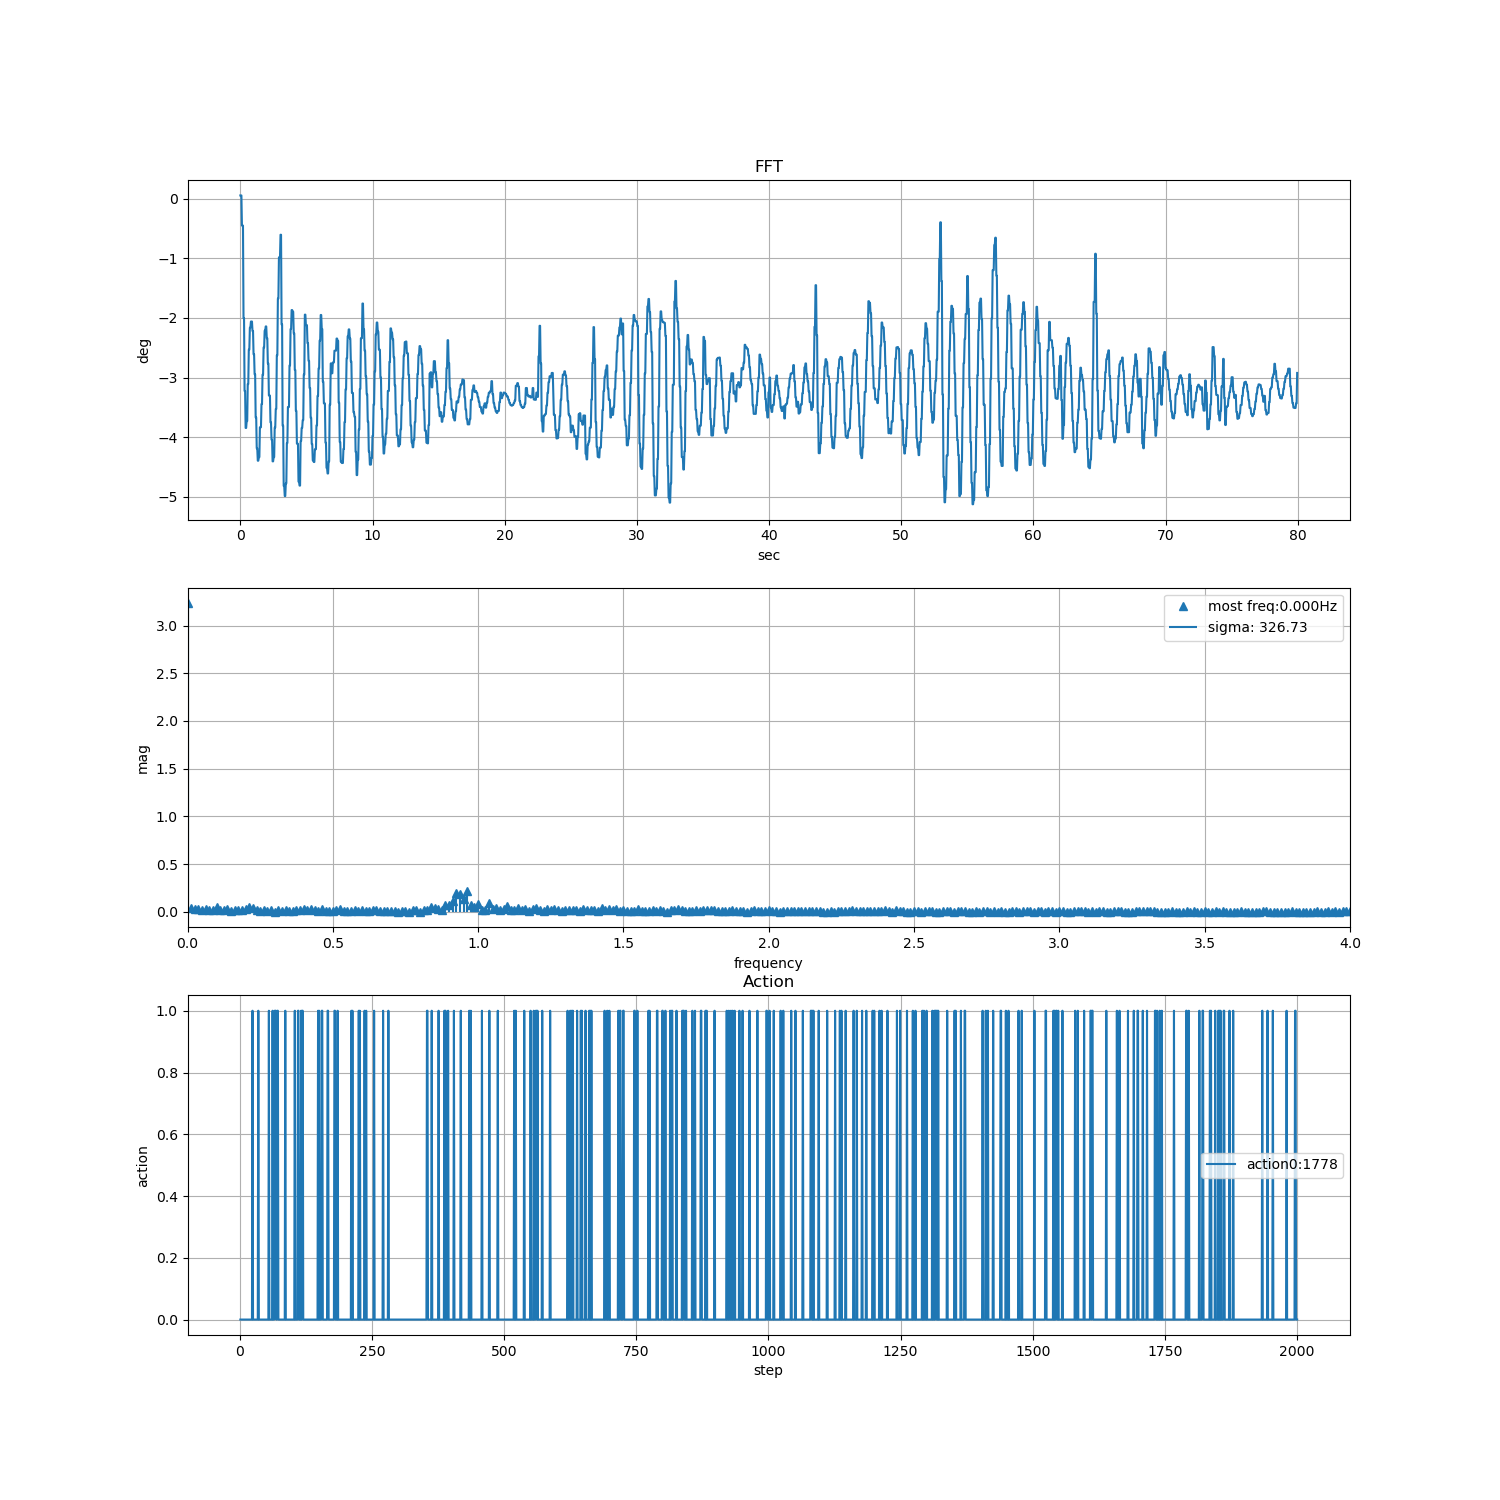 FFT
0
−1
−2
−3
−4
−5
deg
0 10 20 30 40 50 60 70 80
sec
most freq:0.000Hz
sigma: 326.73
3.0
2.5
2.0
1.5
1.0
0.5
0.0
mag
0.0 0.5 1.0 1.5 2.0 2.5 3.0 3.5 4.0
frequency
Action
1.0
0.8
0.6
0.4
0.2
0.0
action
action0:1778
0 250 500 750 1000 1250 1500 1750 2000
step